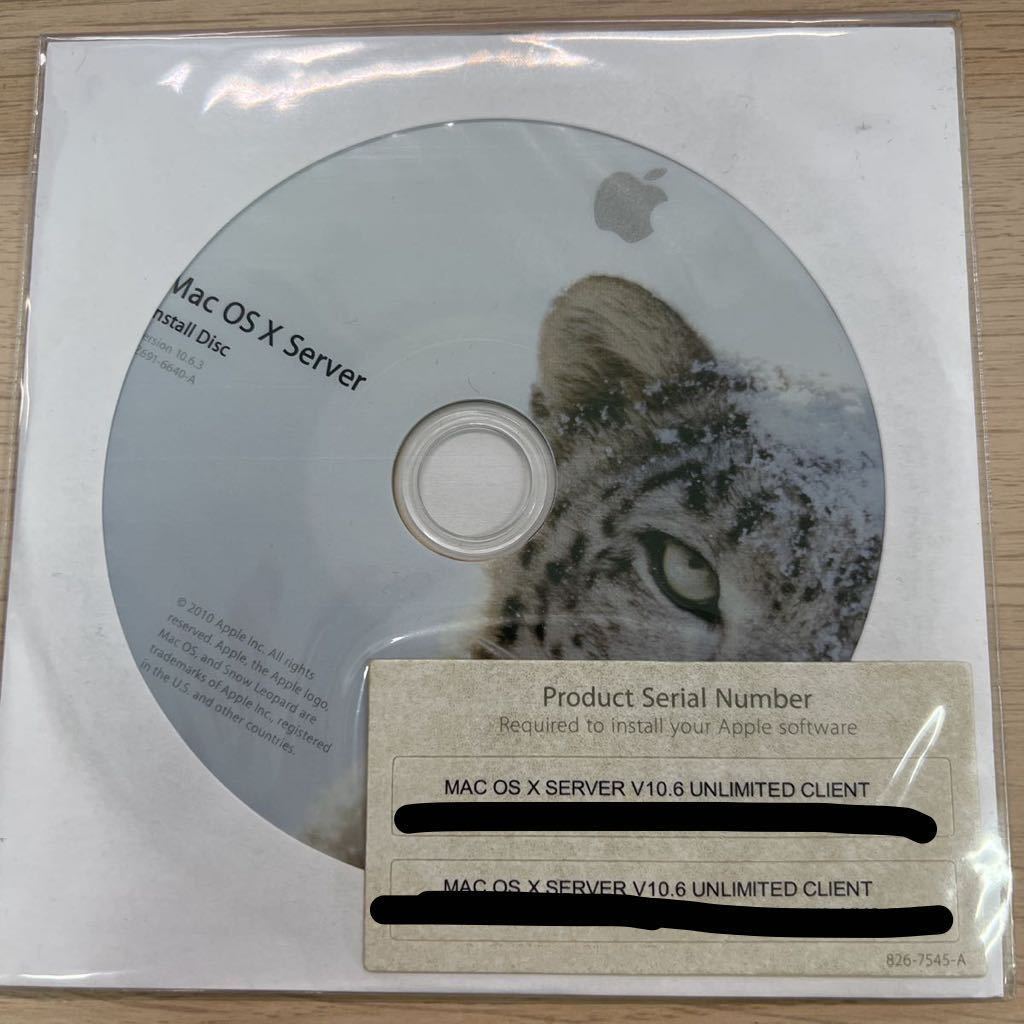 Mac OS X Server
Install Disc
Version 10.6.3
2691-6640-A
© 2010 Apple Inc. All rights
reserved. Apple, the Apple logo,
Mac OS, and Snow Leopard are
trademarks of Apple Inc., registered
in the U.S. and other countries.
Product Serial Number
Required to install your Apple software
MAC OS X SERVER V10.6 UNLIMITED CLIENT
MAC OS X SERVER V10.6 UNLIMITED CLIENT
826-7545-A